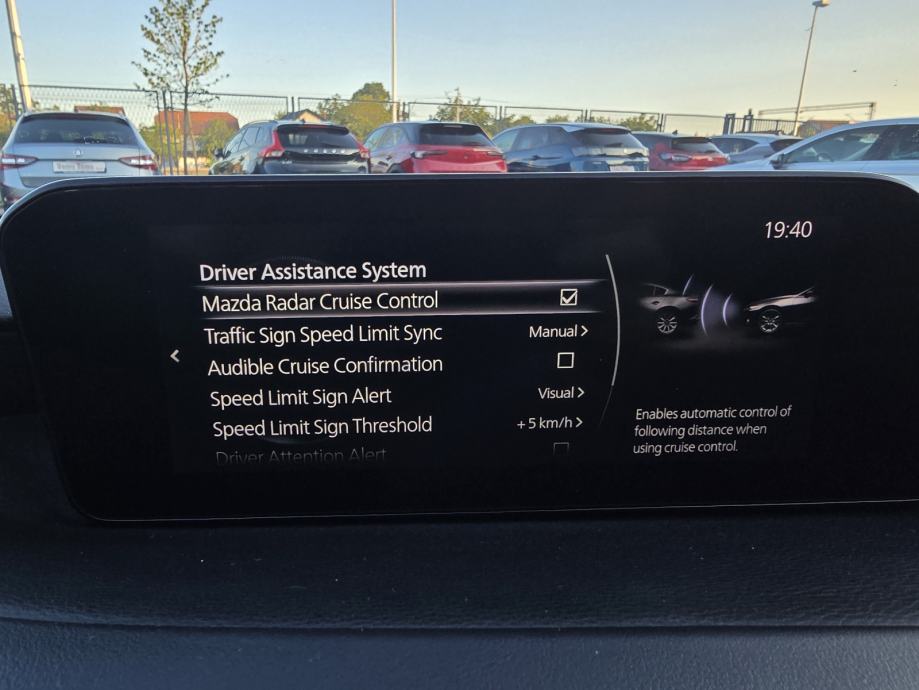 19:40
Driver Assistance System
Mazda Radar Cruise Control
Traffic Sign Speed Limit Sync Manual >
Audible Cruise Confirmation
Speed Limit Sign Alert Visual >
Speed Limit Sign Threshold +5 km/h >
Driver Attention Alert
Enables automatic control of
following distance when
using cruise control.